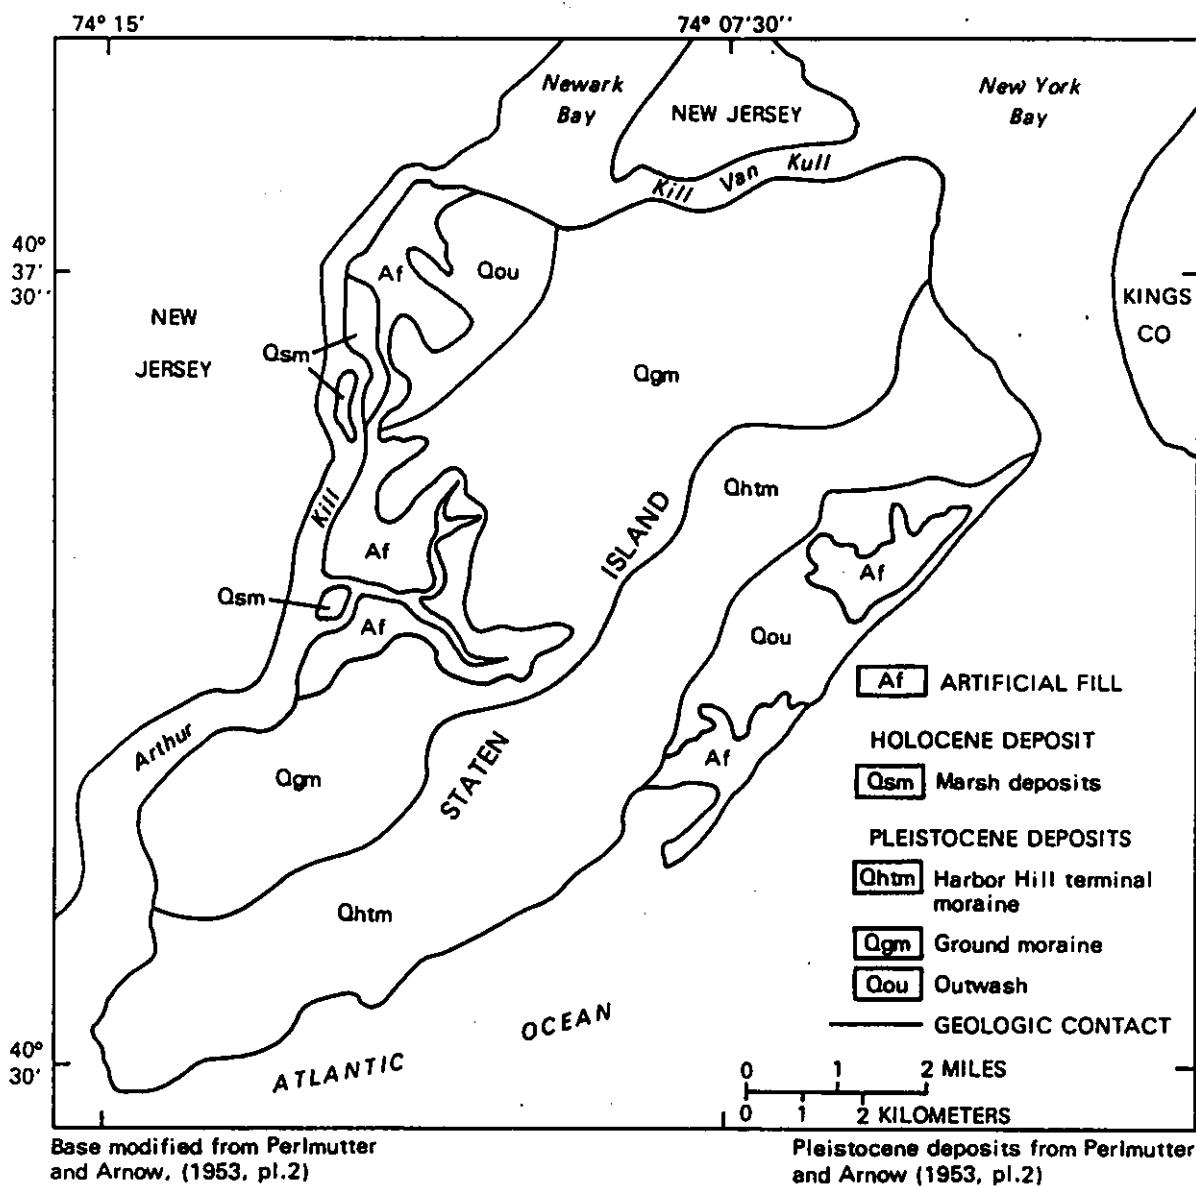 74° 15'
74° 07'30''
Newark
Bay
NEW JERSEY
New York
Bay
Kill Van Kull
40°
37'
30''
Af
Qou
KINGS
CO
NEW
JERSEY
Qsm
Qgm
Qhtm
Kill
ISLAND
Af
Af
Qsm
Af
Qou
Af ARTIFICIAL FILL
Arthur
HOLOCENE DEPOSIT
Af
Qgm
STATEN
Qsm Marsh deposits
PLEISTOCENE DEPOSITS
Qhtm Harbor Hill terminal
moraine
Qhtm
Qgm Ground moraine
Qou Outwash
OCEAN
GEOLOGIC CONTACT
40°
30'
ATLANTIC
0 1 2 MILES
0 1 2 KILOMETERS
Base modified from Perlmutter
and Arnow, (1953, pl.2)
Pleistocene deposits from Perlmutter
and Arnow (1953, pl.2)